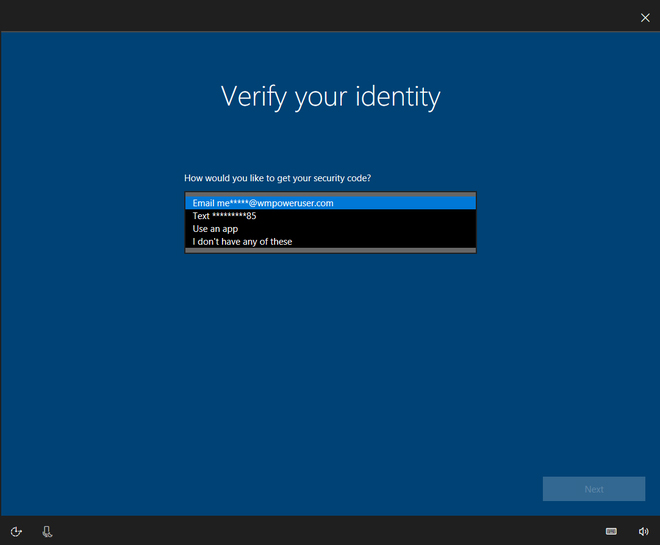 Verify your identity
How would you like to get your security code?
Email me*****@wmpoweruser.com
Text *********85
Use an app
I don't have any of these
Next